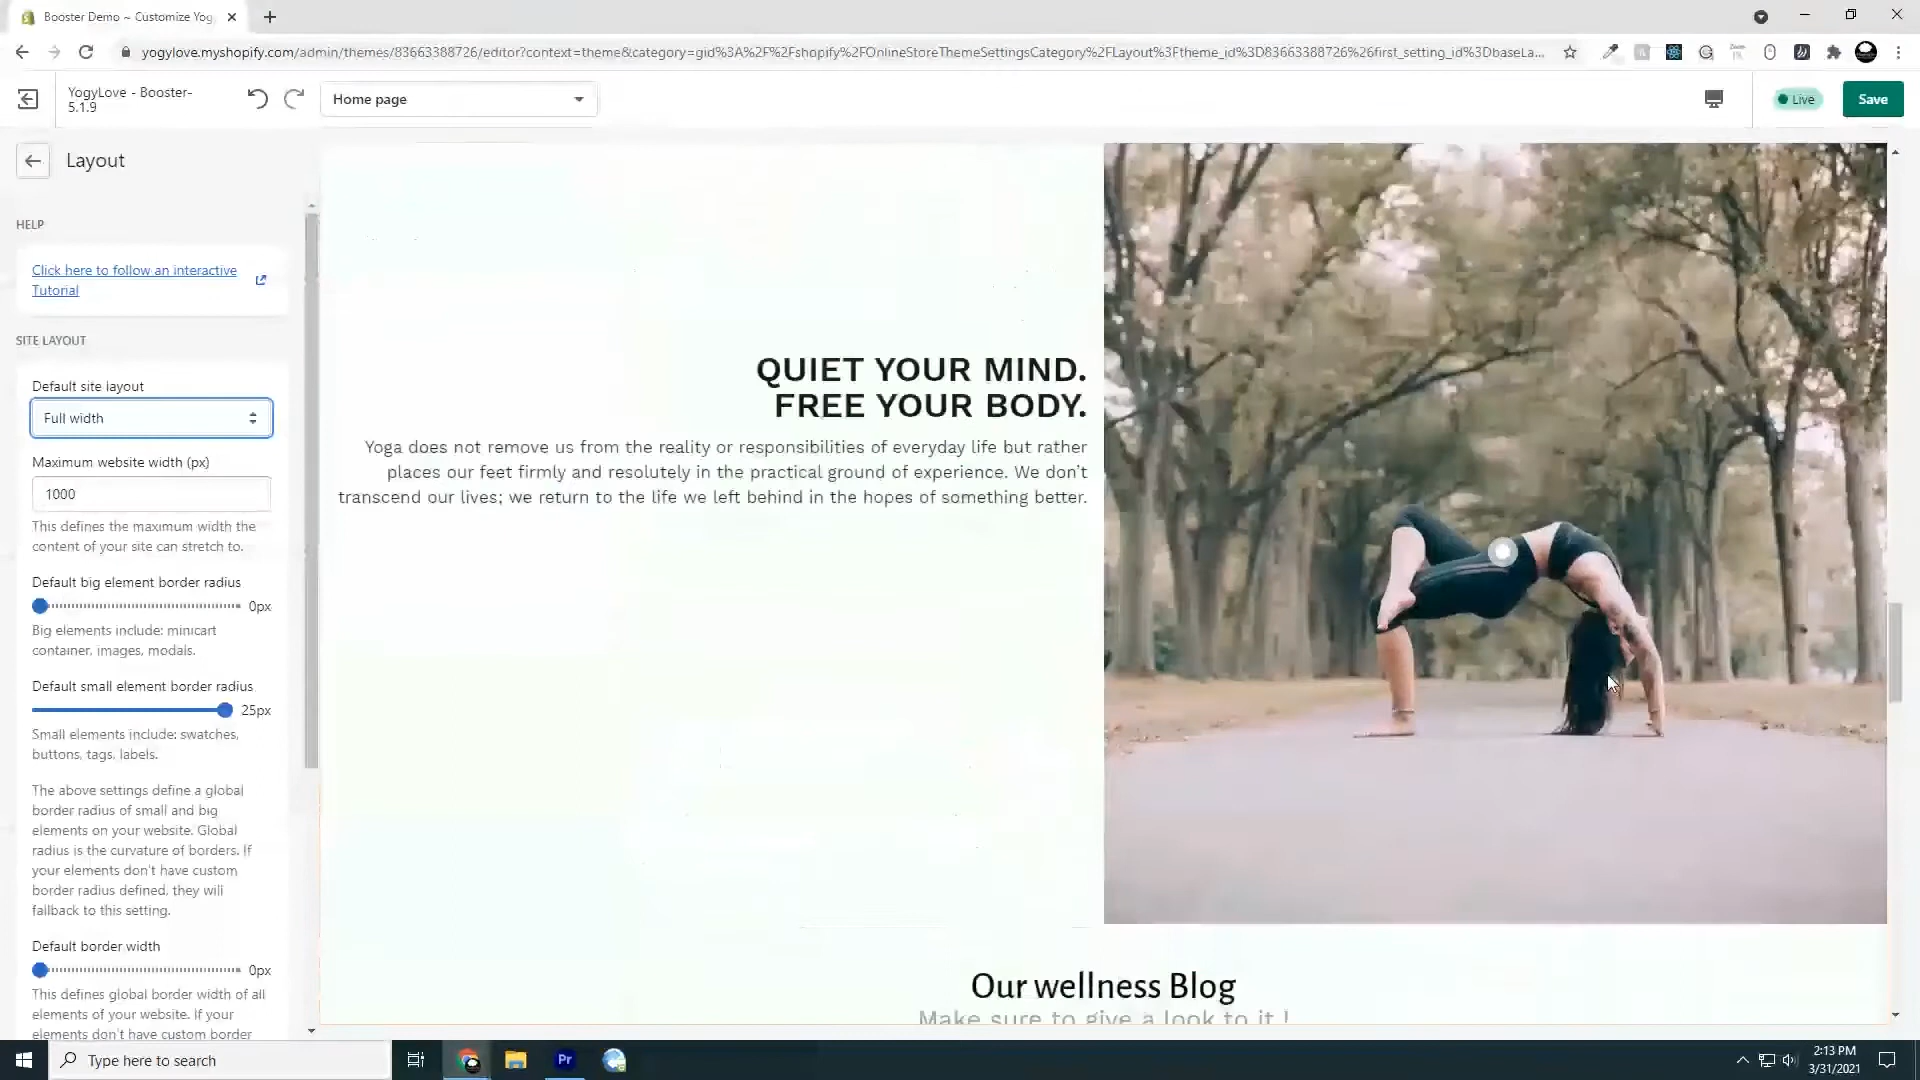 Booster Demo ~ Customize Yog
yogylove.myshopify.com/admin/themes/83663388726/editor?context=theme&category=gid%3A%2F%2Fshopify%2FOnlineStoreThemeSettingsCategory%2FLayout%3Ftheme_id%3D83663388726%26first_setting_id%3DbaseLa...
YogyLove - Booster-
5.1.9
Home page
Live
Save
Layout
HELP
Click here to follow an interactive
Tutorial
SITE LAYOUT
Default site layout
Full width
Maximum website width (px)
1000
This defines the maximum width the
content of your site can stretch to.
Default big element border radius
0px
Big elements include: minicart
container, images, modals.
Default small element border radius
25px
Small elements include: swatches,
buttons, tags, labels.
The above settings define a global
border radius of small and big
elements on your website. Global
radius is the curvature of borders. If
your elements don't have custom
border radius defined, they will
fallback to this setting.
Default border width
0px
This defines global border width of all
elements of your website. If your
elements don't have custom border
QUIET YOUR MIND.
FREE YOUR BODY.
Yoga does not remove us from the reality or responsibilities of everyday life but rather
places our feet firmly and resolutely in the practical ground of experience. We don't
transcend our lives; we return to the life we left behind in the hopes of something better.
Our wellness Blog
Make sure to give a look to it !
Type here to search
Pr
2:13 PM
3/31/2021